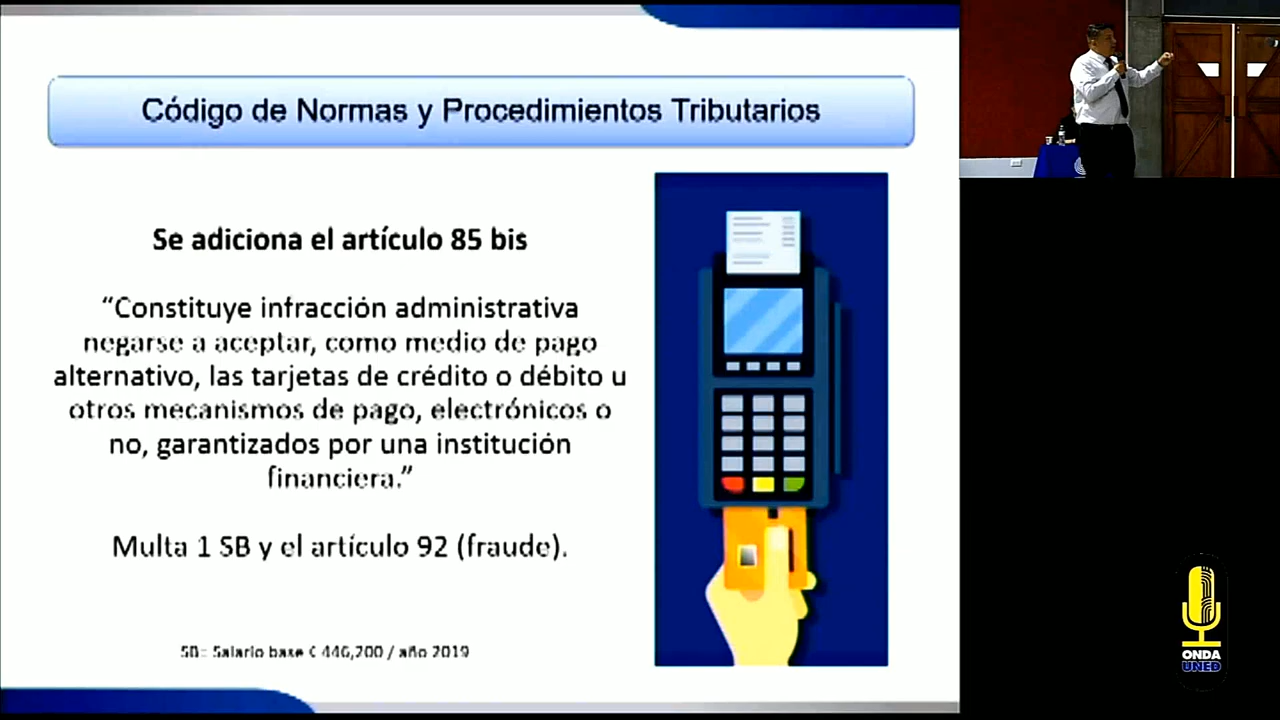 Código de Normas y Procedimientos Tributarios
Se adiciona el artículo 85 bis
“Constituye infracción administrativa
negarse a aceptar, como medio de pago
alternativo, las tarjetas de crédito o débito u
otros mecanismos de pago, electrónicos o
no, garantizados por una institución
financiera.”
Multa 1 SB y el artículo 92 (fraude).
SB= Salario base ₡ 446,200 / año 2019
ONDA
UNED